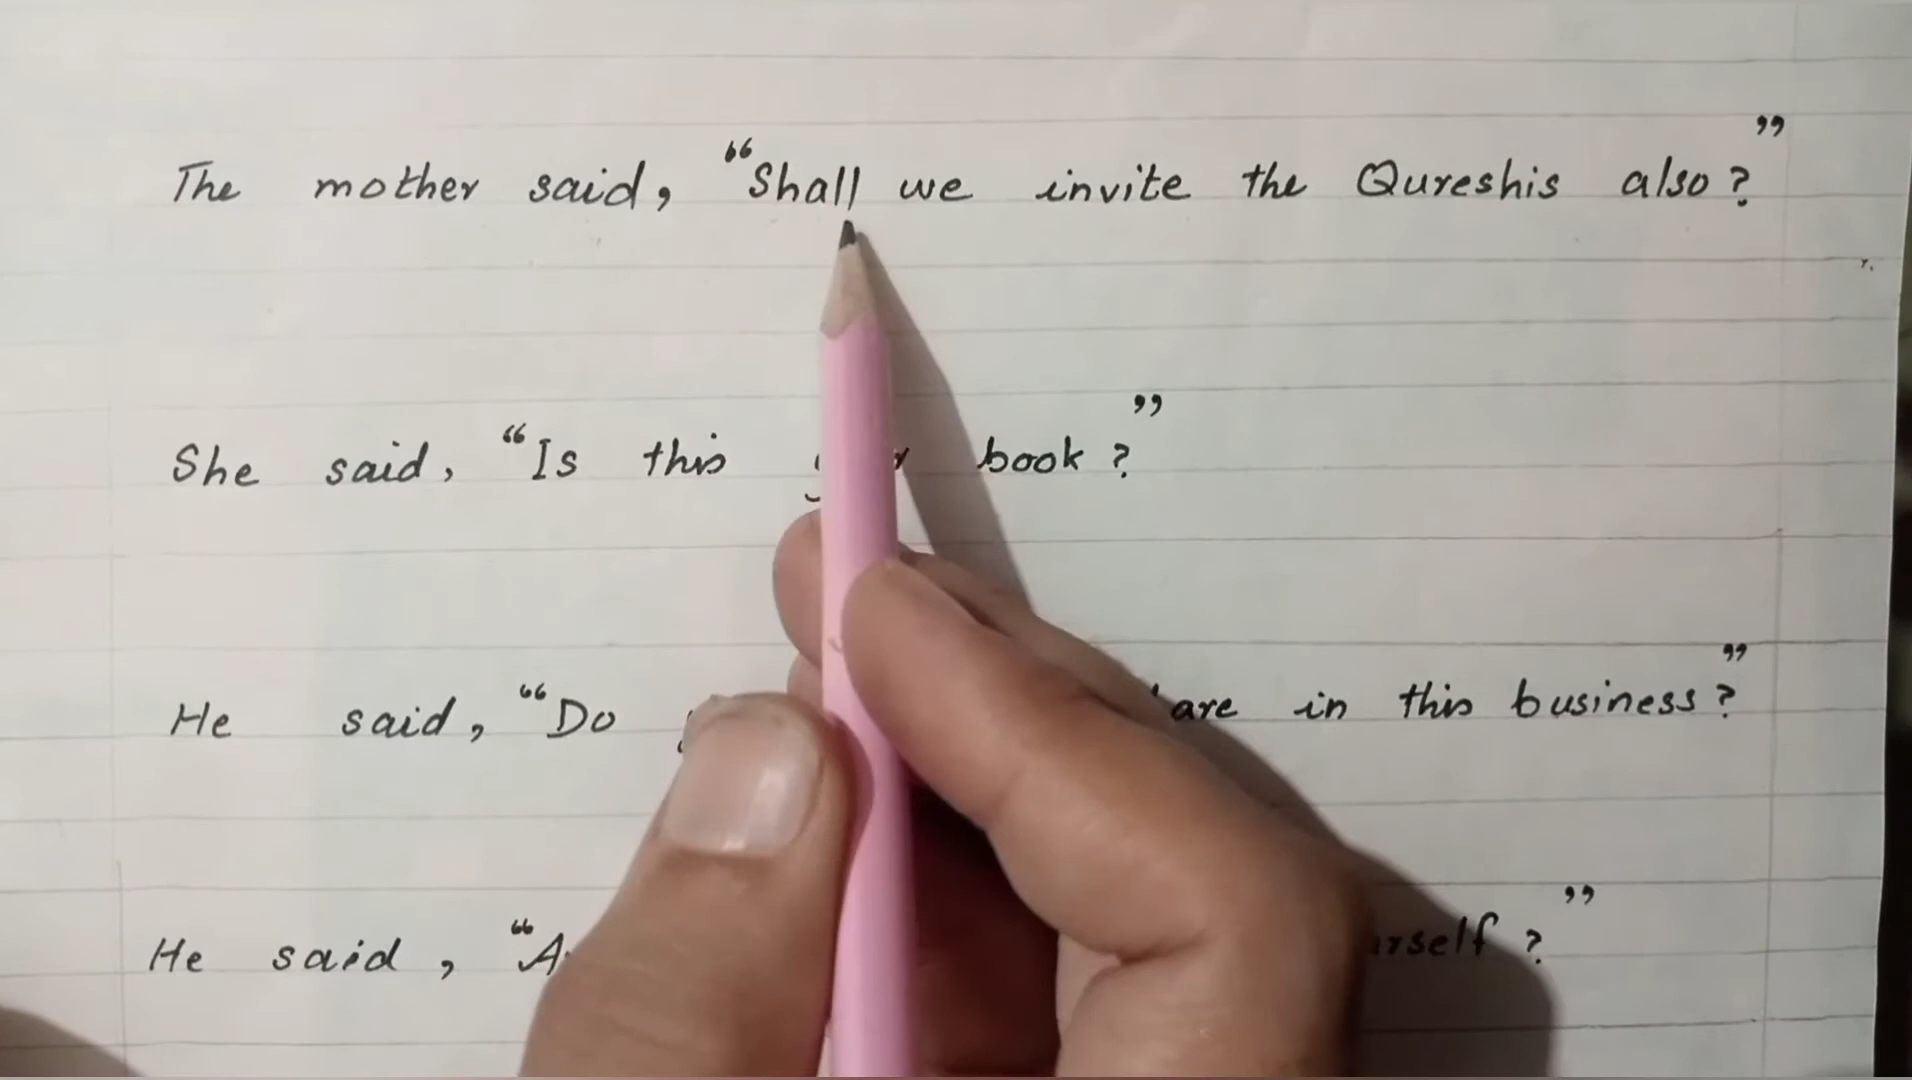 The mother said, “Shall we invite the Qureshis also?”
She said, “Is this book?”
He said, “Do in this business?”
He said, “ ?”